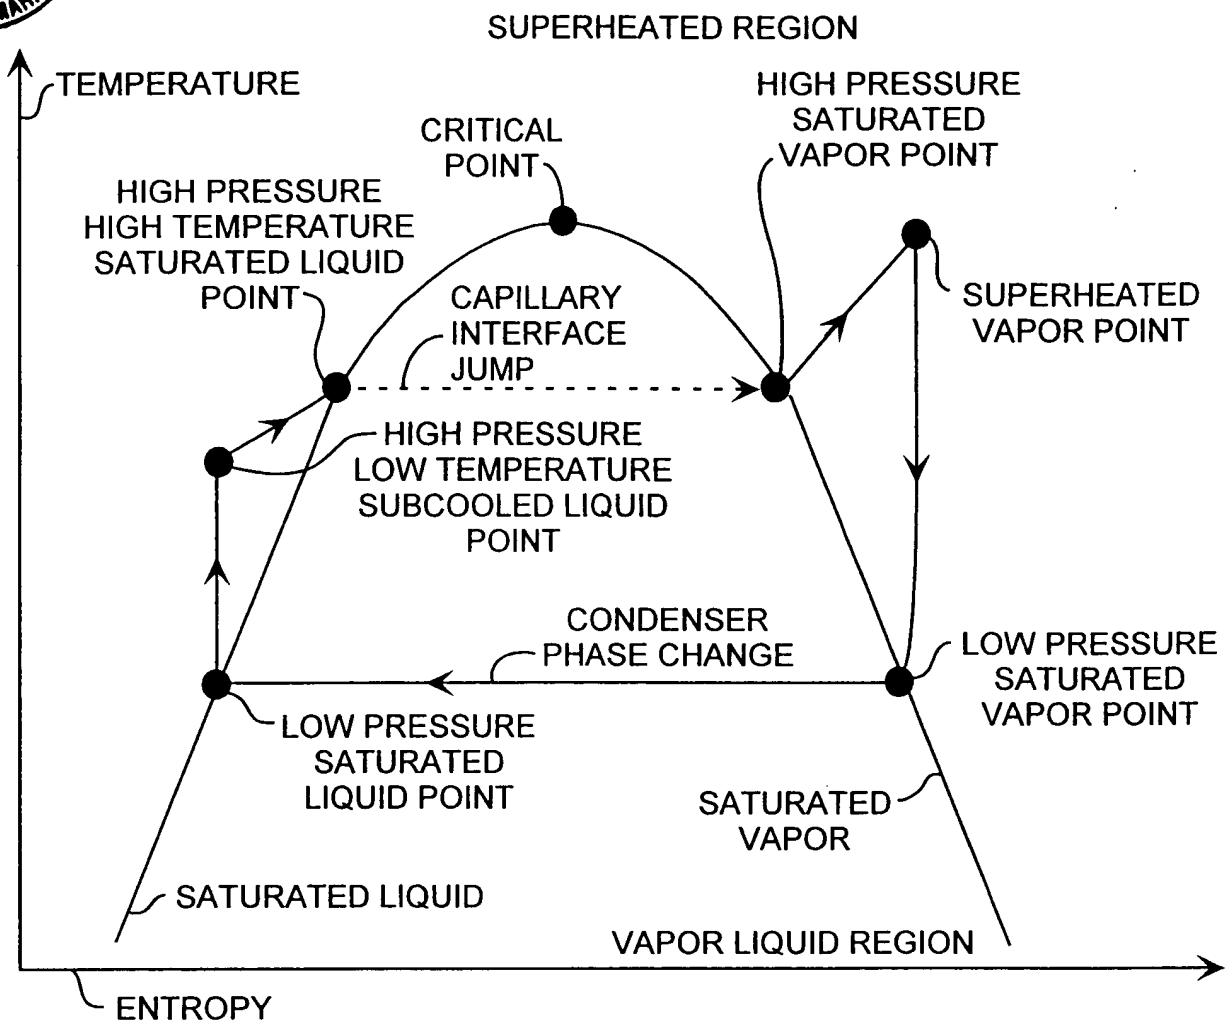 SUPERHEATED REGION
TEMPERATURE
HIGH PRESSURE
SATURATED
VAPOR POINT
CRITICAL
POINT
HIGH PRESSURE
HIGH TEMPERATURE
SATURATED LIQUID
POINT
CAPILLARY
INTERFACE
JUMP
SUPERHEATED
VAPOR POINT
HIGH PRESSURE
LOW TEMPERATURE
SUBCOOLED LIQUID
POINT
CONDENSER
PHASE CHANGE
LOW PRESSURE
SATURATED
VAPOR POINT
LOW PRESSURE
SATURATED
LIQUID POINT
SATURATED
VAPOR
SATURATED LIQUID
VAPOR LIQUID REGION
ENTROPY